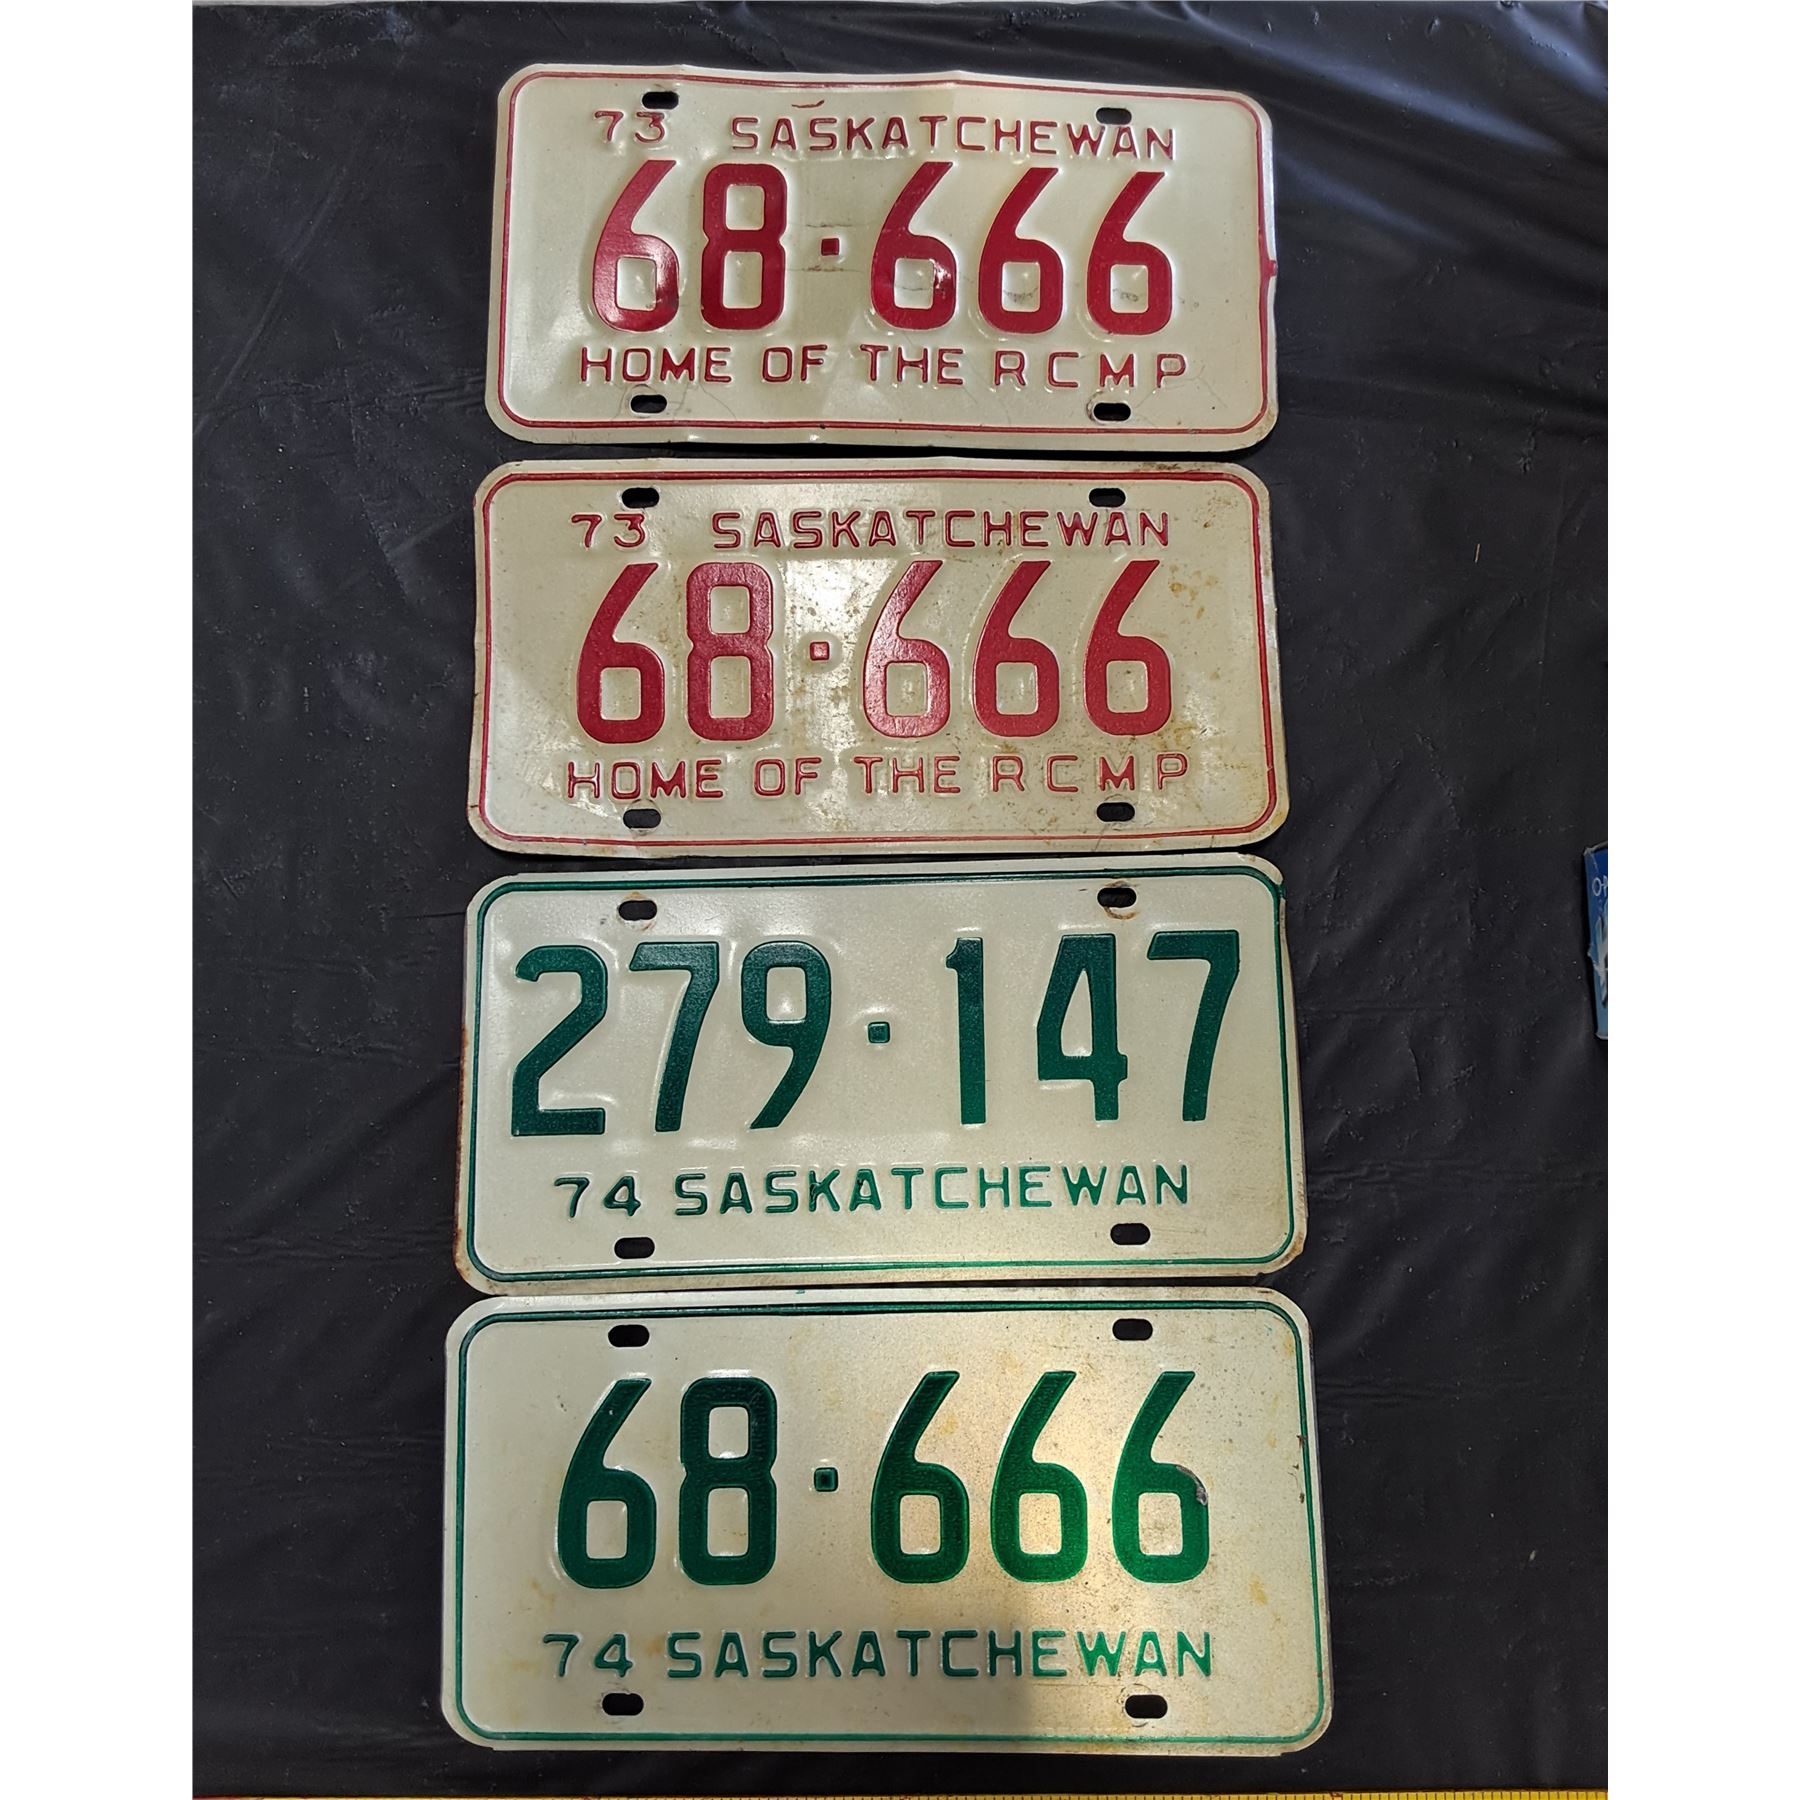 73 SASKATCHEWAN
68·666
HOME OF THE RCMP
73 SASKATCHEWAN
68·666
HOME OF THE RCMP
279·147
74 SASKATCHEWAN
68·666
74 SASKATCHEWAN